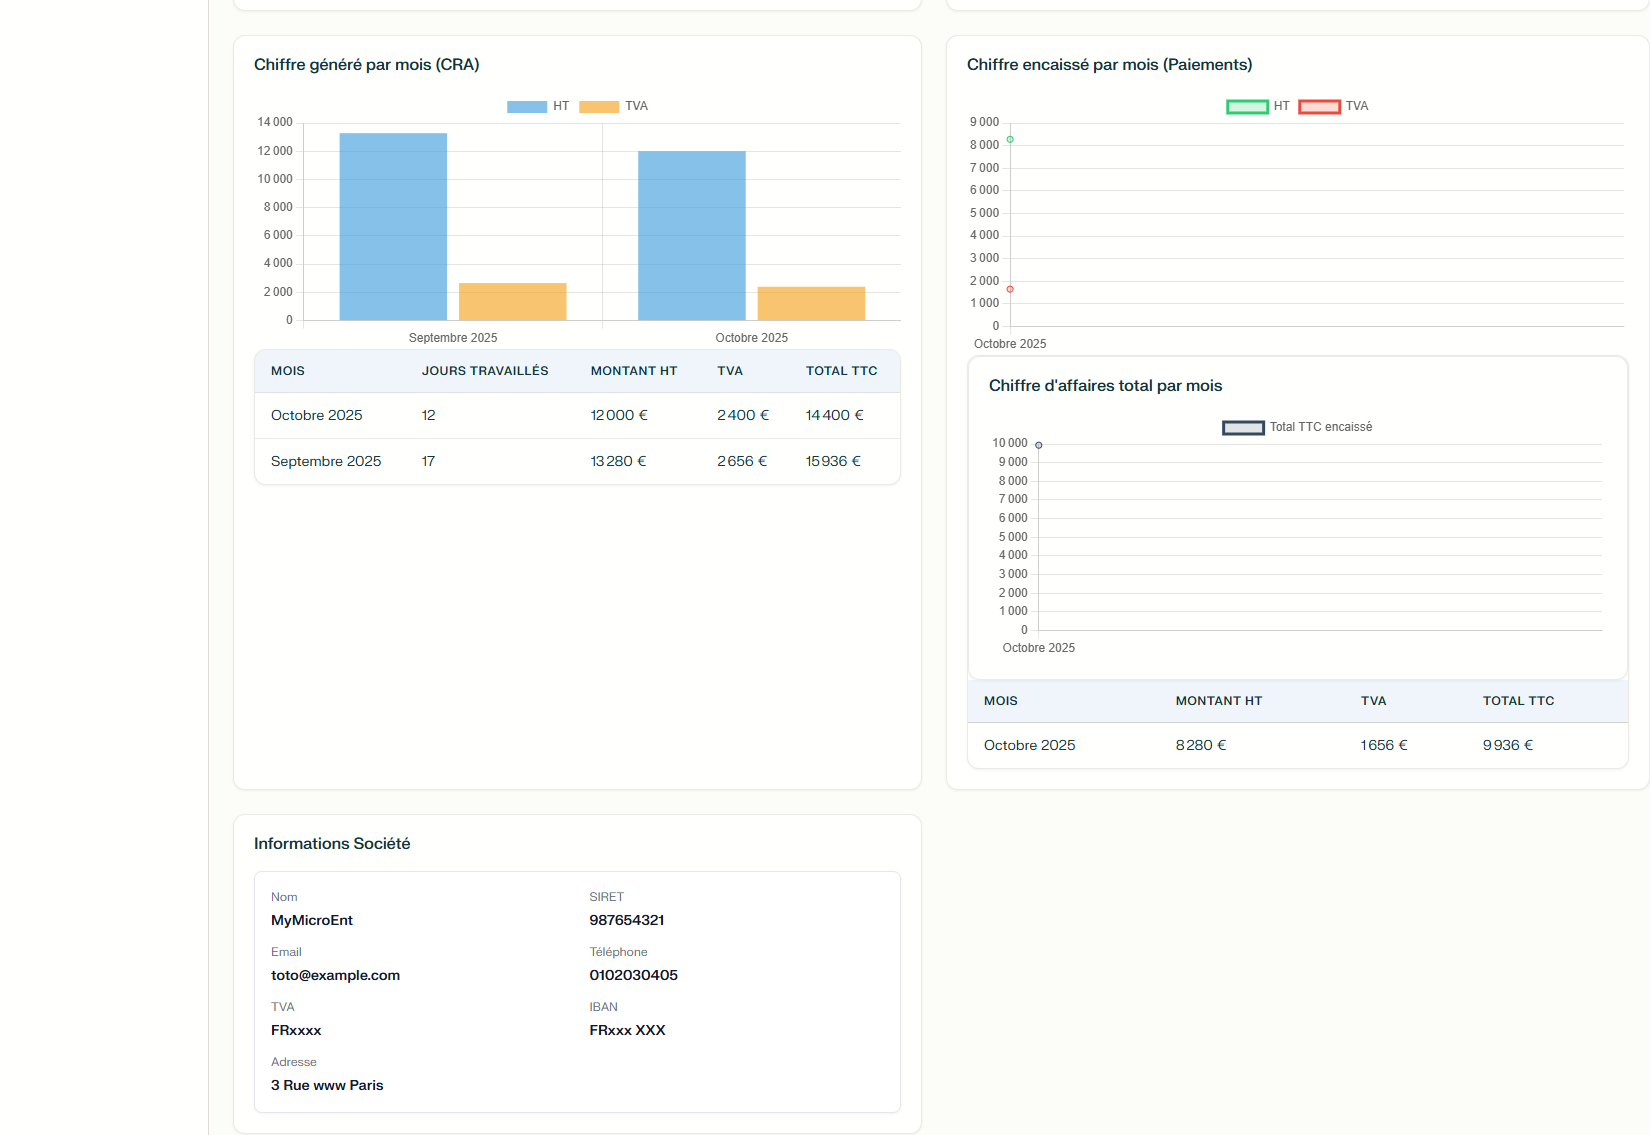 Chiffre généré par mois (CRA)
HT TVA
14 000
12 000
10 000
8 000
6 000
4 000
2 000
0
Septembre 2025 Octobre 2025
MOIS JOURS TRAVAILLÉS MONTANT HT TVA TOTAL TTC
Octobre 2025 12 12 000 € 2 400 € 14 400 €
Septembre 2025 17 13 280 € 2 656 € 15 936 €
Chiffre encaissé par mois (Paiements)
HT TVA
9 000
8 000
7 000
6 000
5 000
4 000
3 000
2 000
1 000
0
Octobre 2025
Chiffre d'affaires total par mois
Total TTC encaissé
10 000
9 000
8 000
7 000
6 000
5 000
4 000
3 000
2 000
1 000
0
Octobre 2025
MOIS MONTANT HT TVA TOTAL TTC
Octobre 2025 8 280 € 1 656 € 9 936 €
Informations Société
Nom SIRET
MyMicroEnt 987654321
Email Téléphone
toto@example.com 0102030405
TVA IBAN
FRxxxx FRxxx XXX
Adresse
3 Rue www Paris